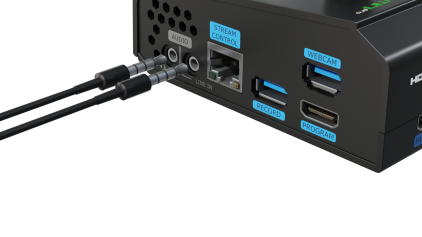 AUDIO
STREAM
CONTROL
LINE IN
WEBCAM
RECORD
PROGRAM